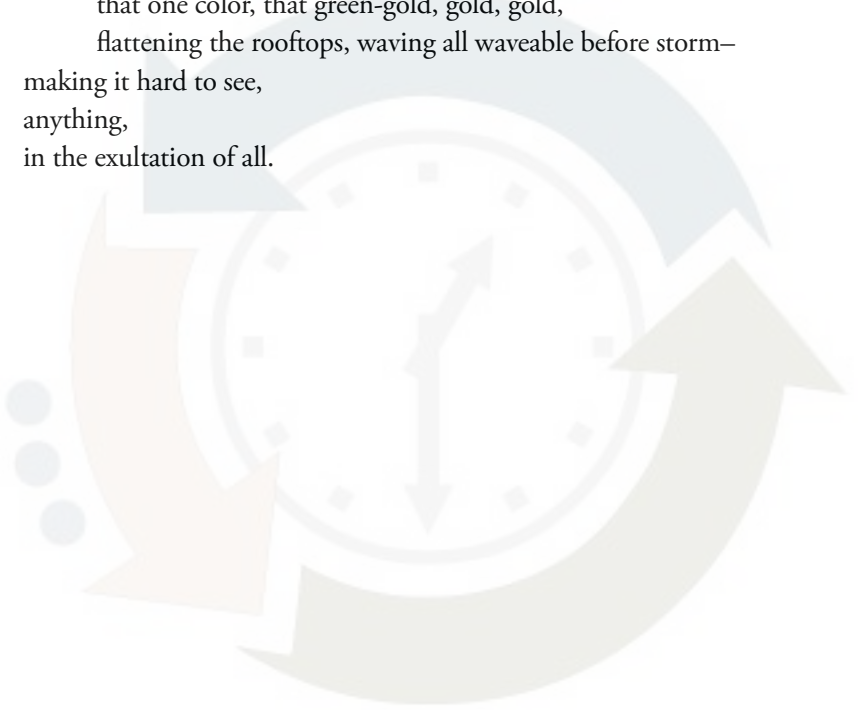 that one color, that green-gold, gold, gold,
flattening the rooftops, waving all waveable before storm–
making it hard to see,
anything,
in the exultation of all.